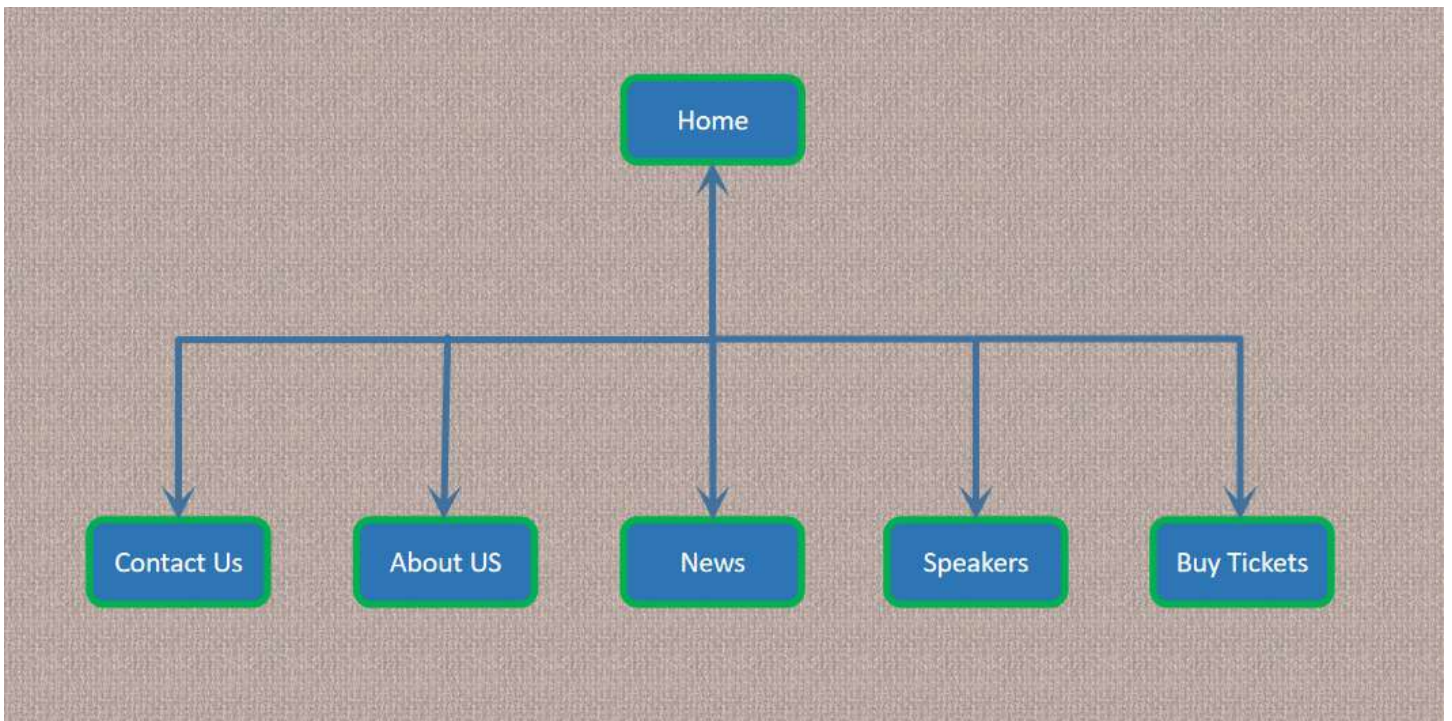 Home
Contact Us
About US
News
Speakers
Buy Tickets